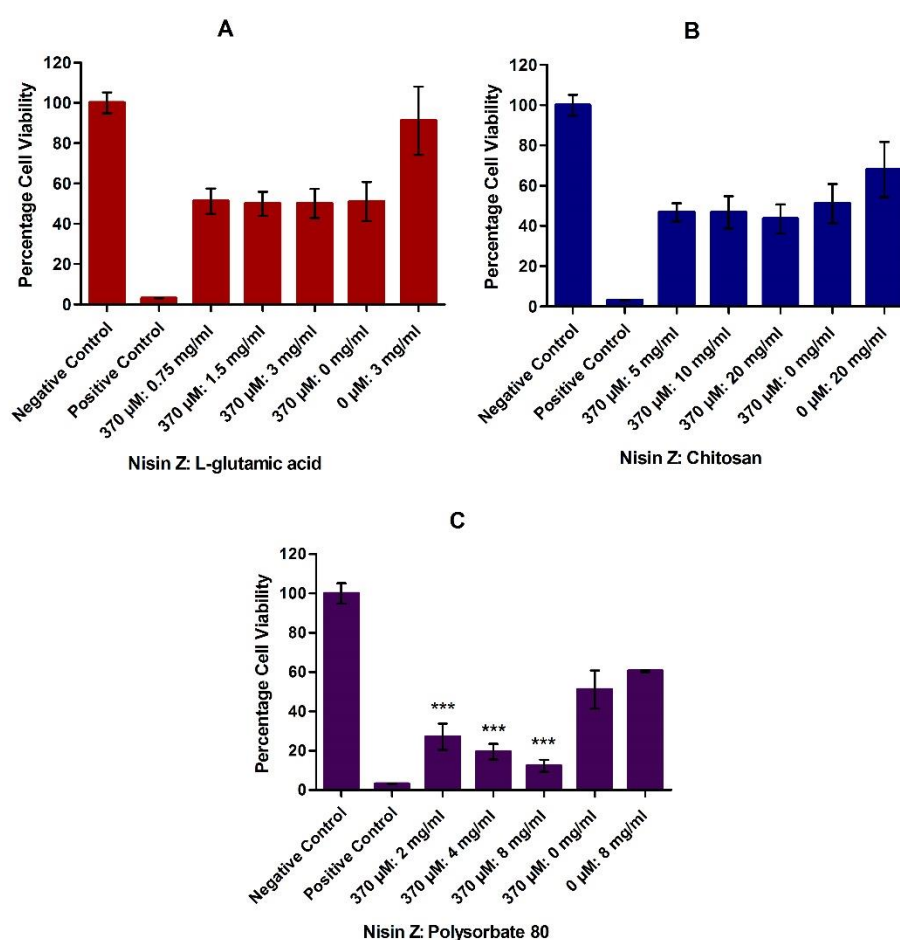 A
Percentage Cell Viability
120
100
80
60
40
20
0
Negative Control
Positive Control
370 µM: 0.75 mg/ml
370 µM: 1.5 mg/ml
370 µM: 3 mg/ml
370 µM: 0 mg/ml
0 µM: 3 mg/ml
Nisin Z: L-glutamic acid
B
Percentage Cell Viability
120
100
80
60
40
20
0
Negative Control
Positive Control
370 µM: 5 mg/ml
370 µM: 10 mg/ml
370 µM: 20 mg/ml
370 µM: 0 mg/ml
0 µM: 20 mg/ml
Nisin Z: Chitosan
C
Percentage Cell Viability
120
100
80
60
40
20
0
***
***
***
Negative Control
Positive Control
370 µM: 2 mg/ml
370 µM: 4 mg/ml
370 µM: 8 mg/ml
370 µM: 0 mg/ml
0 µM: 8 mg/ml
Nisin Z: Polysorbate 80